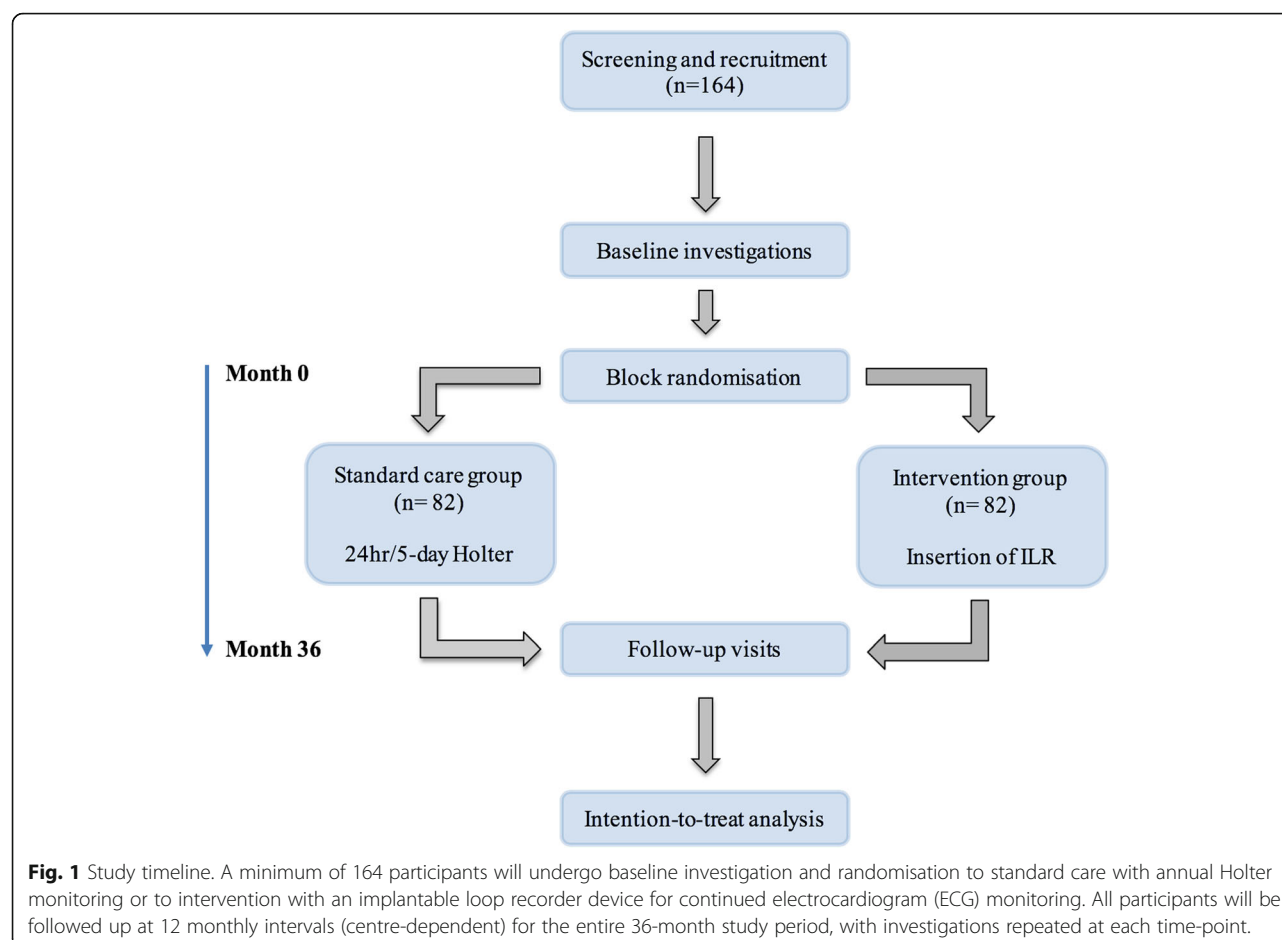 Screening and recruitment
(n=164)
Baseline investigations
Month 0
Block randomisation
Standard care group
(n= 82)
24hr/5-day Holter
Intervention group
(n= 82)
Insertion of ILR
Month 36
Follow-up visits
Intention-to-treat analysis
Fig. 1 Study timeline. A minimum of 164 participants will undergo baseline investigation and randomisation to standard care with annual Holter
monitoring or to intervention with an implantable loop recorder device for continued electrocardiogram (ECG) monitoring. All participants will be
followed up at 12 monthly intervals (centre-dependent) for the entire 36-month study period, with investigations repeated at each time-point.